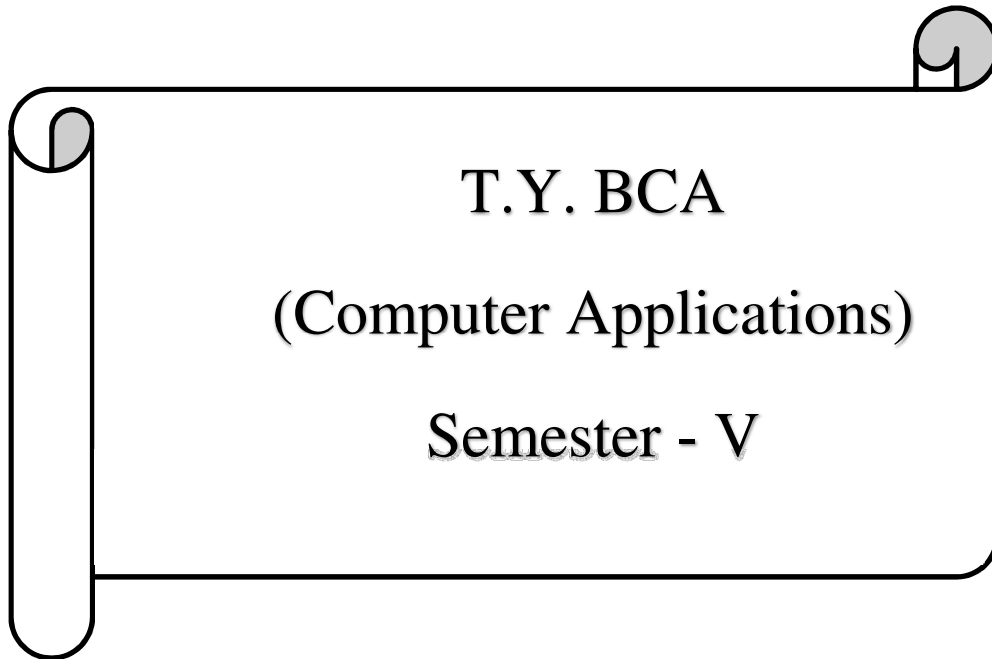 T.Y. BCA
(Computer Applications)
Semester - V